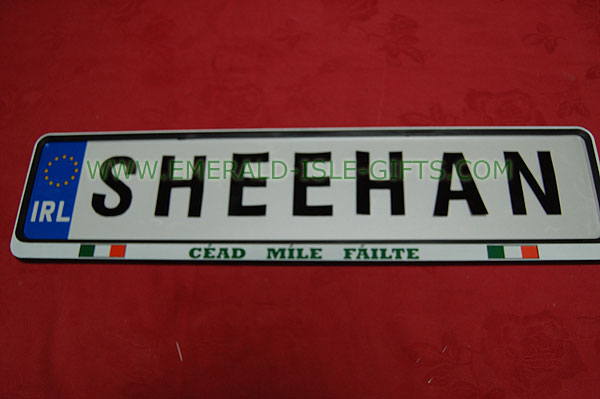 WWW.EMERALD-ISLE-GIFTS.COM
IRL SHEEHAN
CÉAD MÍLE FÁILTE